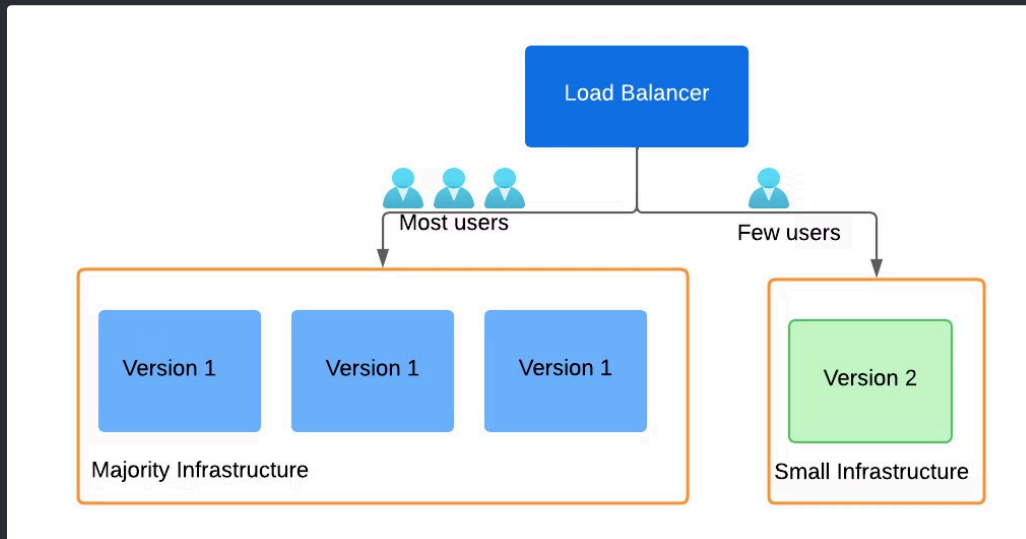 Load Balancer
Most users
Few users
Version 1
Version 1
Version 1
Version 2
Majority Infrastructure
Small Infrastructure